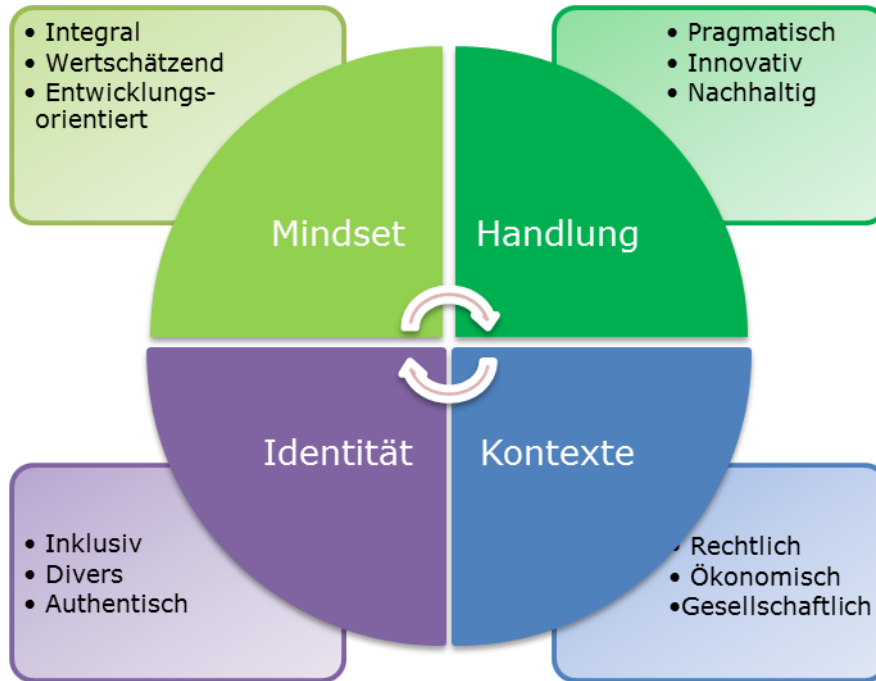 • Integral
• Wertschätzend
• Entwicklungs-
orientiert
• Pragmatisch
• Innovativ
• Nachhaltig
Mindset
Handlung
Identität
Kontexte
• Inklusiv
• Divers
• Authentisch
• Rechtlich
• Ökonomisch
•Gesellschaftlich